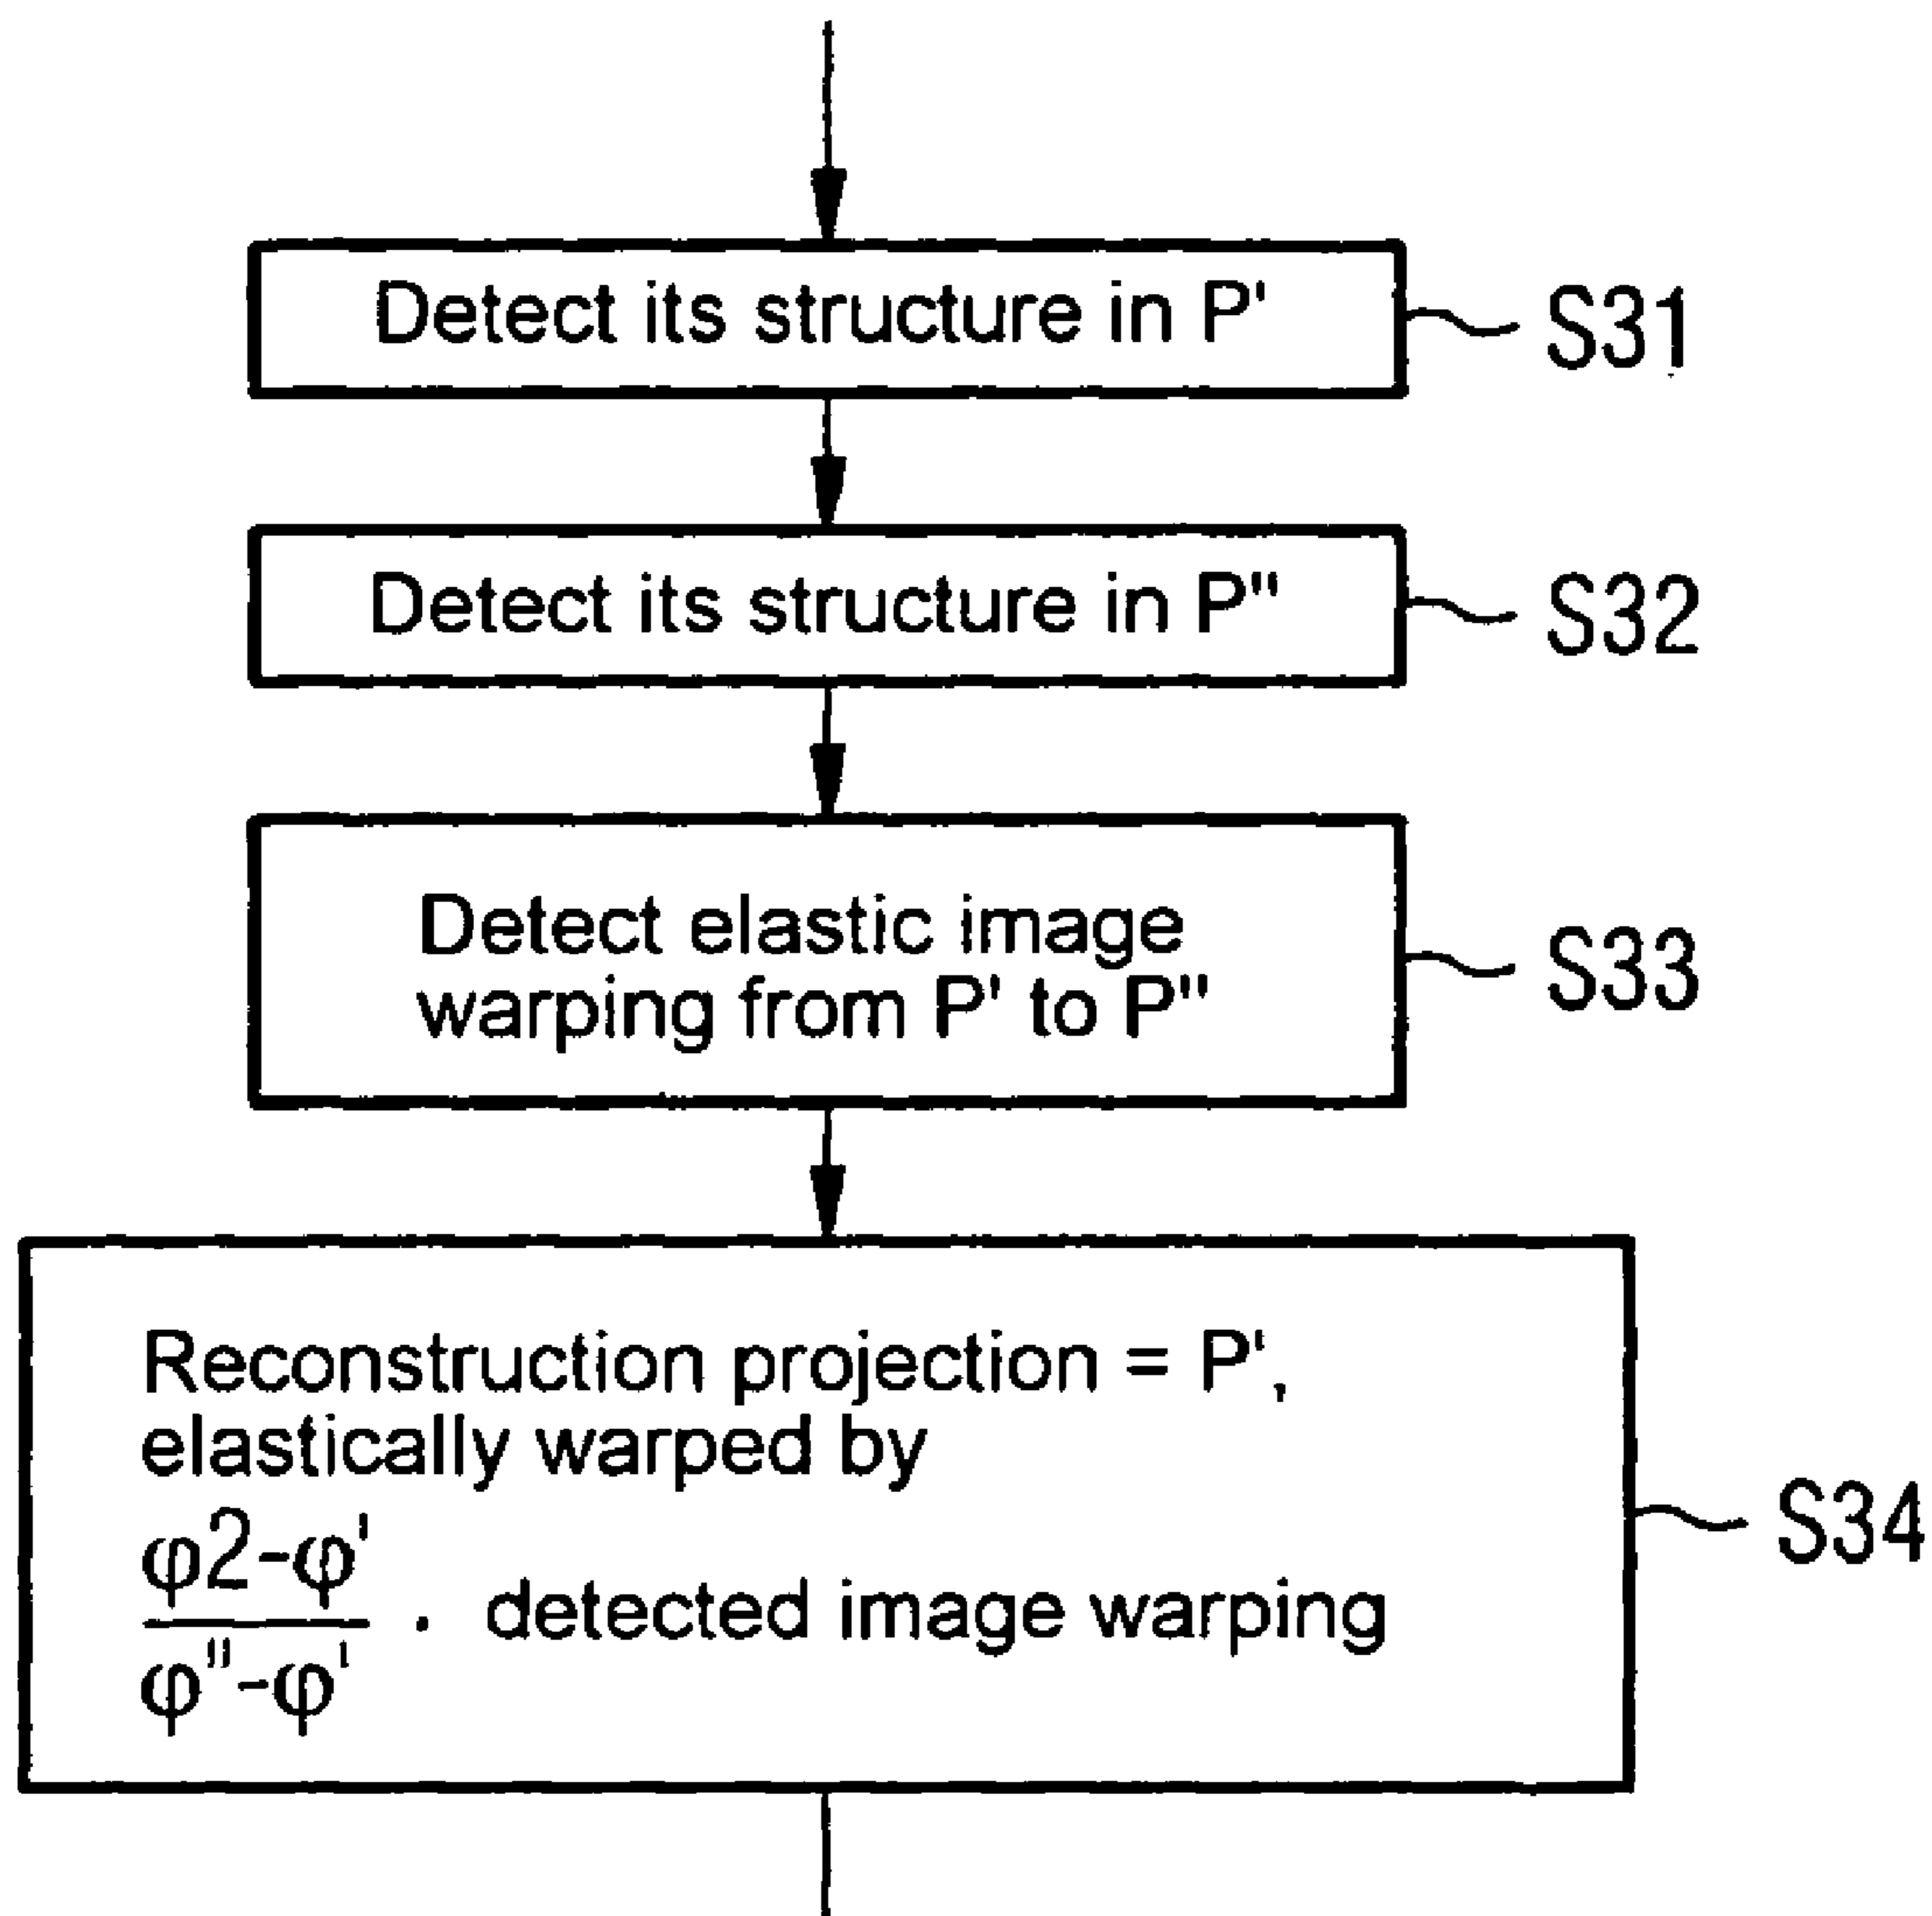 Detect its structure in P'
S31
Detect its structure in P"
S32
Detect elastic image
warping from P' to P"
S33
Reconstruction projection = P',
elastically warped by
φ2-φ'
φ"-φ'
· detected image warping
S34